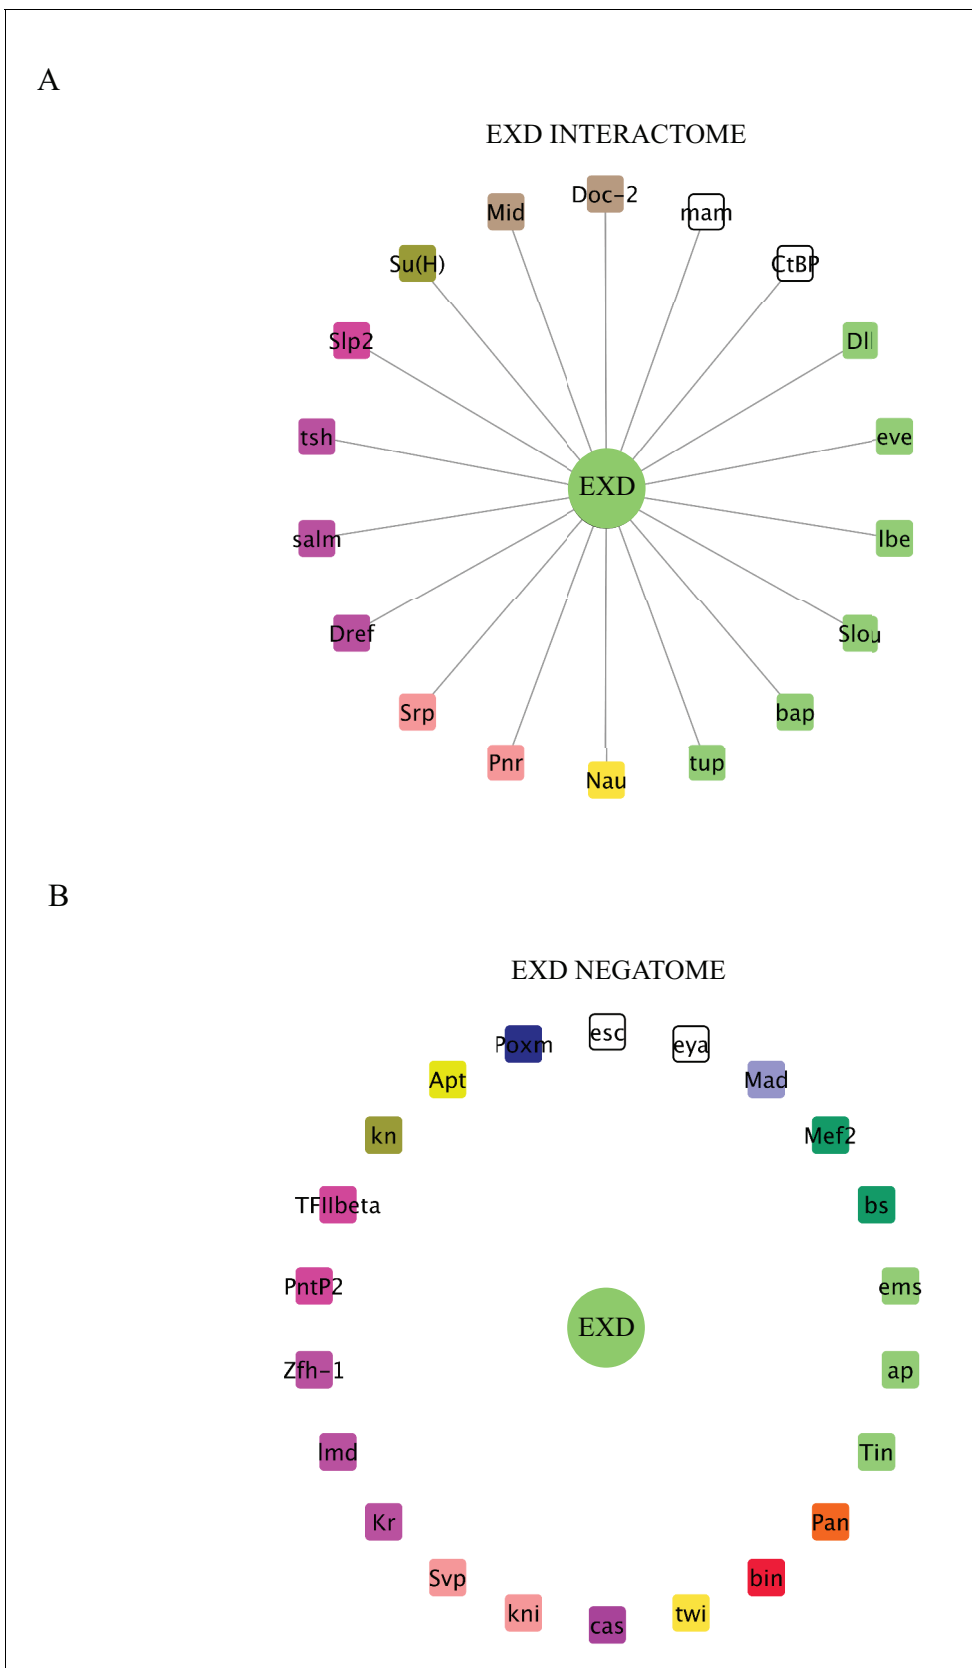 A
EXD INTERACTOME
Doc-2
Mid
mam
Su(H)
CtBP
Slp2
Dll
tsh
eve
EXD
salm
lbe
Dref
Slou
Srp
bap
Pnr
tup
Nau
B
EXD NEGATOME
esc
Poxm
eya
Apt
Mad
kn
Mef2
TFIIbeta
bs
PntP2
ems
EXD
Zfh-1
ap
lmd
Tin
Kr
Pan
Svp
bin
kni
twi
cas